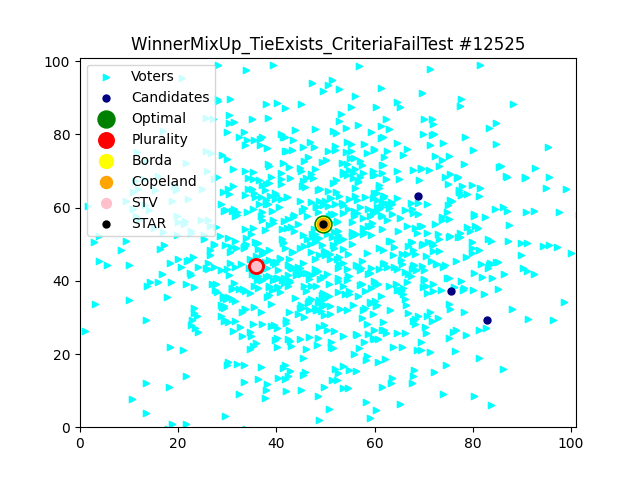 WinnerMixUp_TieExists_CriteriaFailTest #12525
100
80
60
40
20
0
Voters
Candidates
Optimal
Plurality
Borda
Copeland
STV
STAR
0 20 40 60 80 100